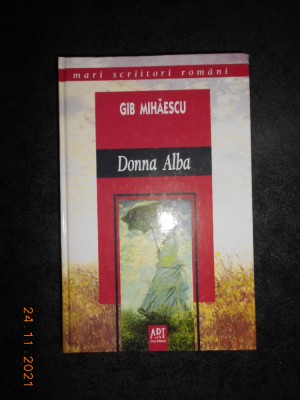 mari scriitori români
GIB MIHĂESCU
Donna Alba
ART
24 11 2021